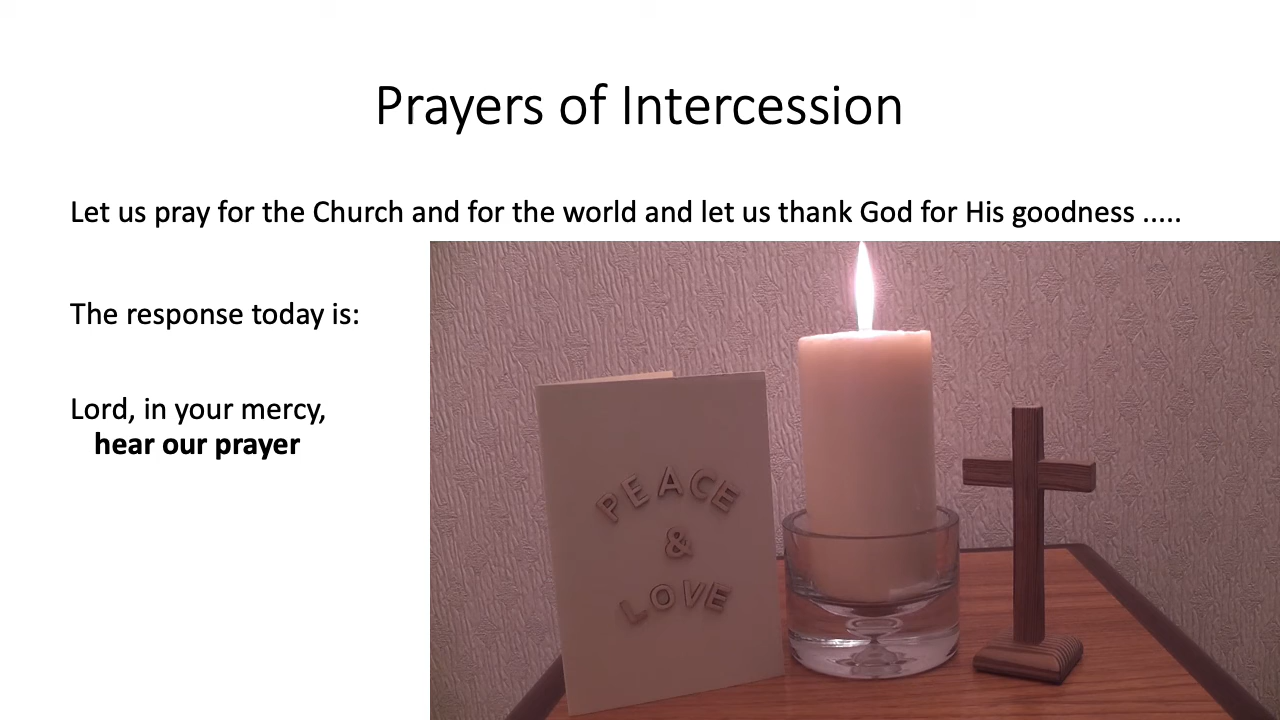 Prayers of Intercession
Let us pray for the Church and for the world and let us thank God for His goodness .....
The response today is:
Lord, in your mercy,
hear our prayer
PEACE
&
LOVE